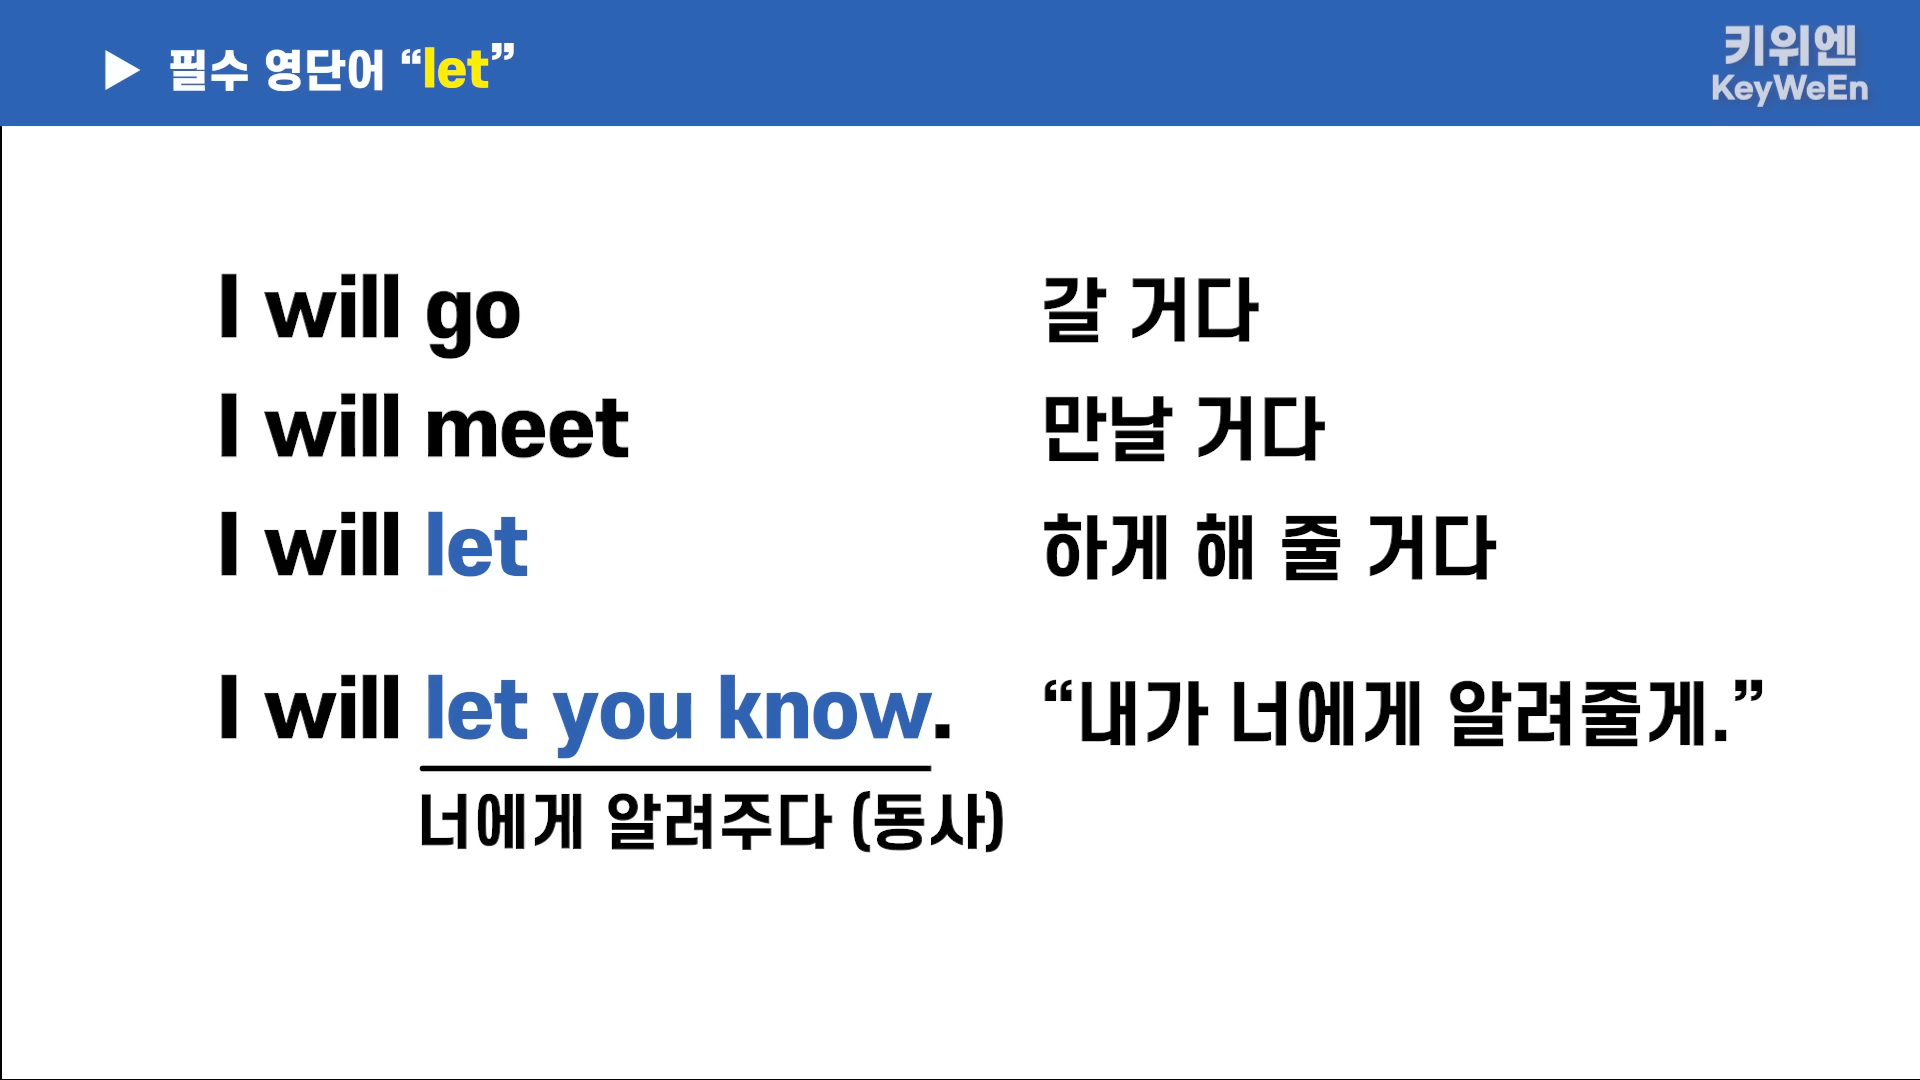 ▶ 필수 영단어 “let”
키위엔
KeyWeEn
I will go 갈 거다
I will meet 만날 거다
I will let 하게 해 줄 거다
I will let you know. “내가 너에게 알려줄게.”
너에게 알려주다 (동사)